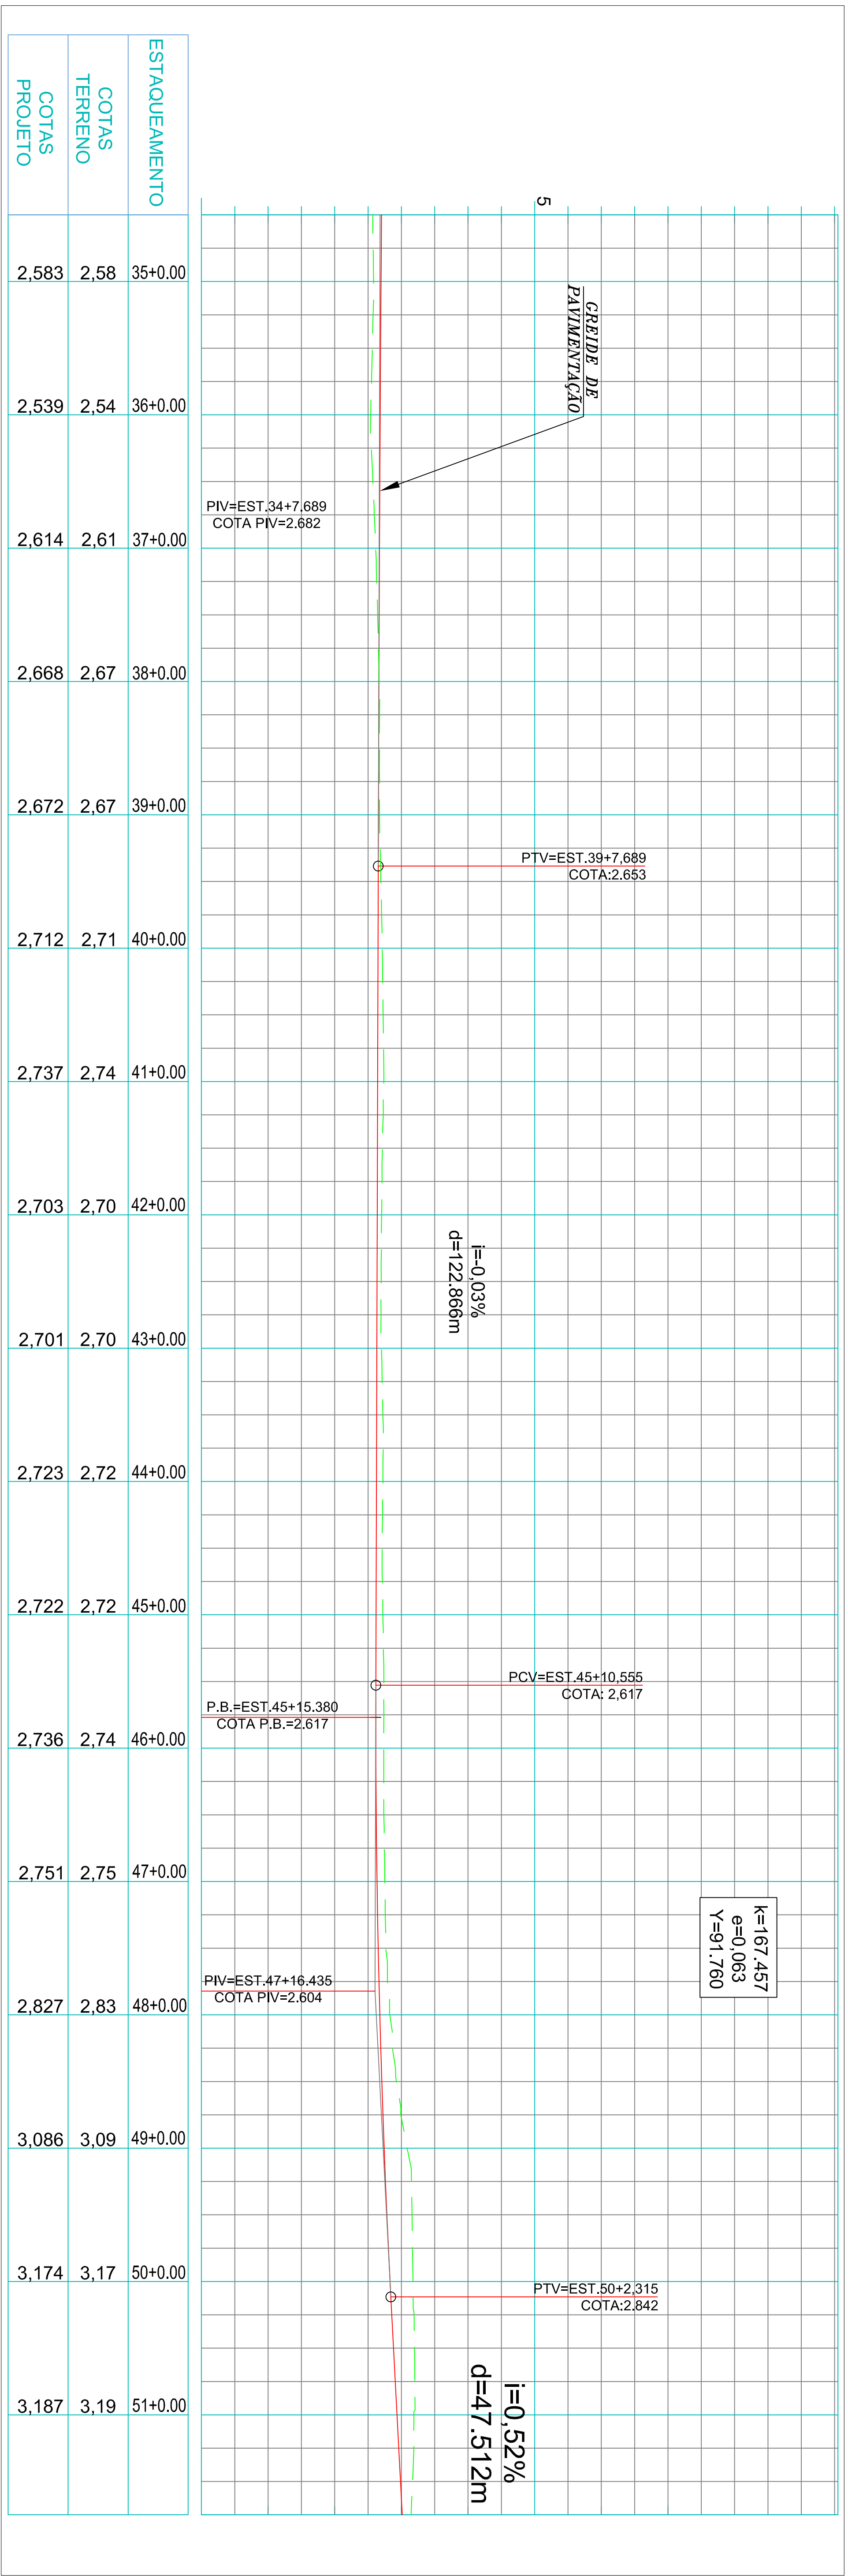 ESTAQUEAMENTO
COTAS
TERRENO
COTAS
PROJETO
5
GREIDE DE
PAVIMENTAÇÃO
2,583 2,58 35+0.00
2,539 2,54 36+0.00
PIV=EST.34+7.689
COTA PIV=2.682
2,614 2,61 37+0.00
2,668 2,67 38+0.00
2,672 2,67 39+0.00
PTV=EST.39+7,689
COTA:2.653
2,712 2,71 40+0.00
2,737 2,74 41+0.00
2,703 2,70 42+0.00
i=-0,03%
d=122.866m
2,701 2,70 43+0.00
2,723 2,72 44+0.00
2,722 2,72 45+0.00
PCV=EST.45+10,555
COTA: 2,617
P.B.=EST.45+15.380
COTA P.B.=2.617
2,736 2,74 46+0.00
2,751 2,75 47+0.00
k=167.457
e=0,063
Y=91.760
PIV=EST.47+16.435
COTA PIV=2.604
2,827 2,83 48+0.00
3,086 3,09 49+0.00
3,174 3,17 50+0.00
PTV=EST.50+2,315
COTA:2.842
i=0,52%
d=47.512m
3,187 3,19 51+0.00